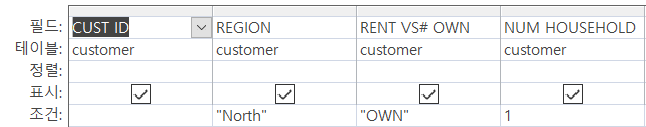 필드: CUST ID REGION RENT VS# OWN NUM HOUSEHOLD
테이블: customer customer customer customer
정렬:
표시:
조건: "North" "OWN" 1